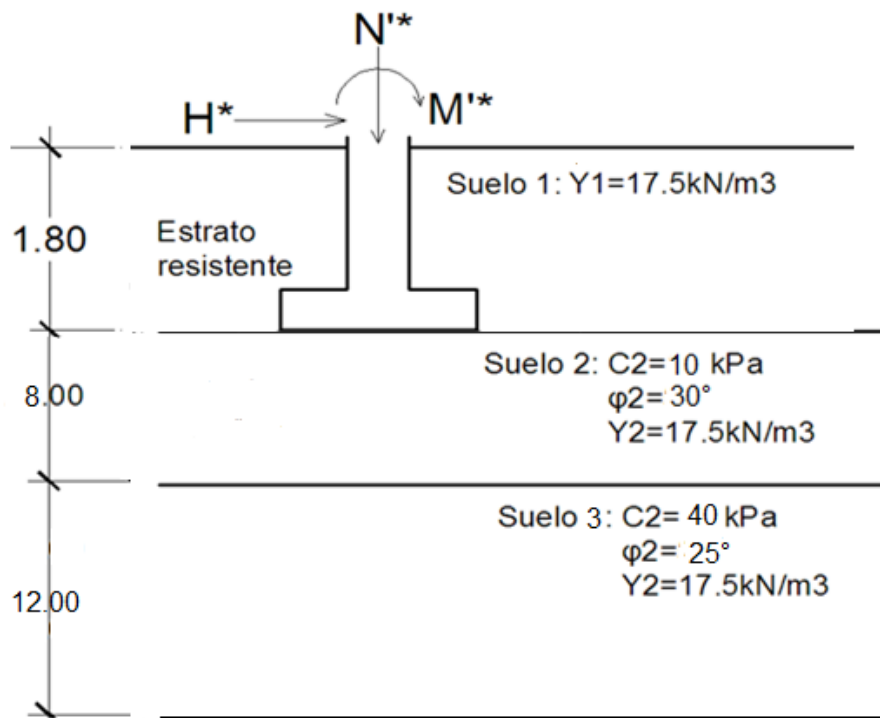 N'*
H*
M'*
Suelo 1: Y1=17.5kN/m3
1.80
Estrato
resistente
Suelo 2: C2= 10 kPa
φ2= 30°
Y2=17.5kN/m3
8.00
Suelo 3: C2= 40 kPa
φ2= 25°
Y2=17.5kN/m3
12.00